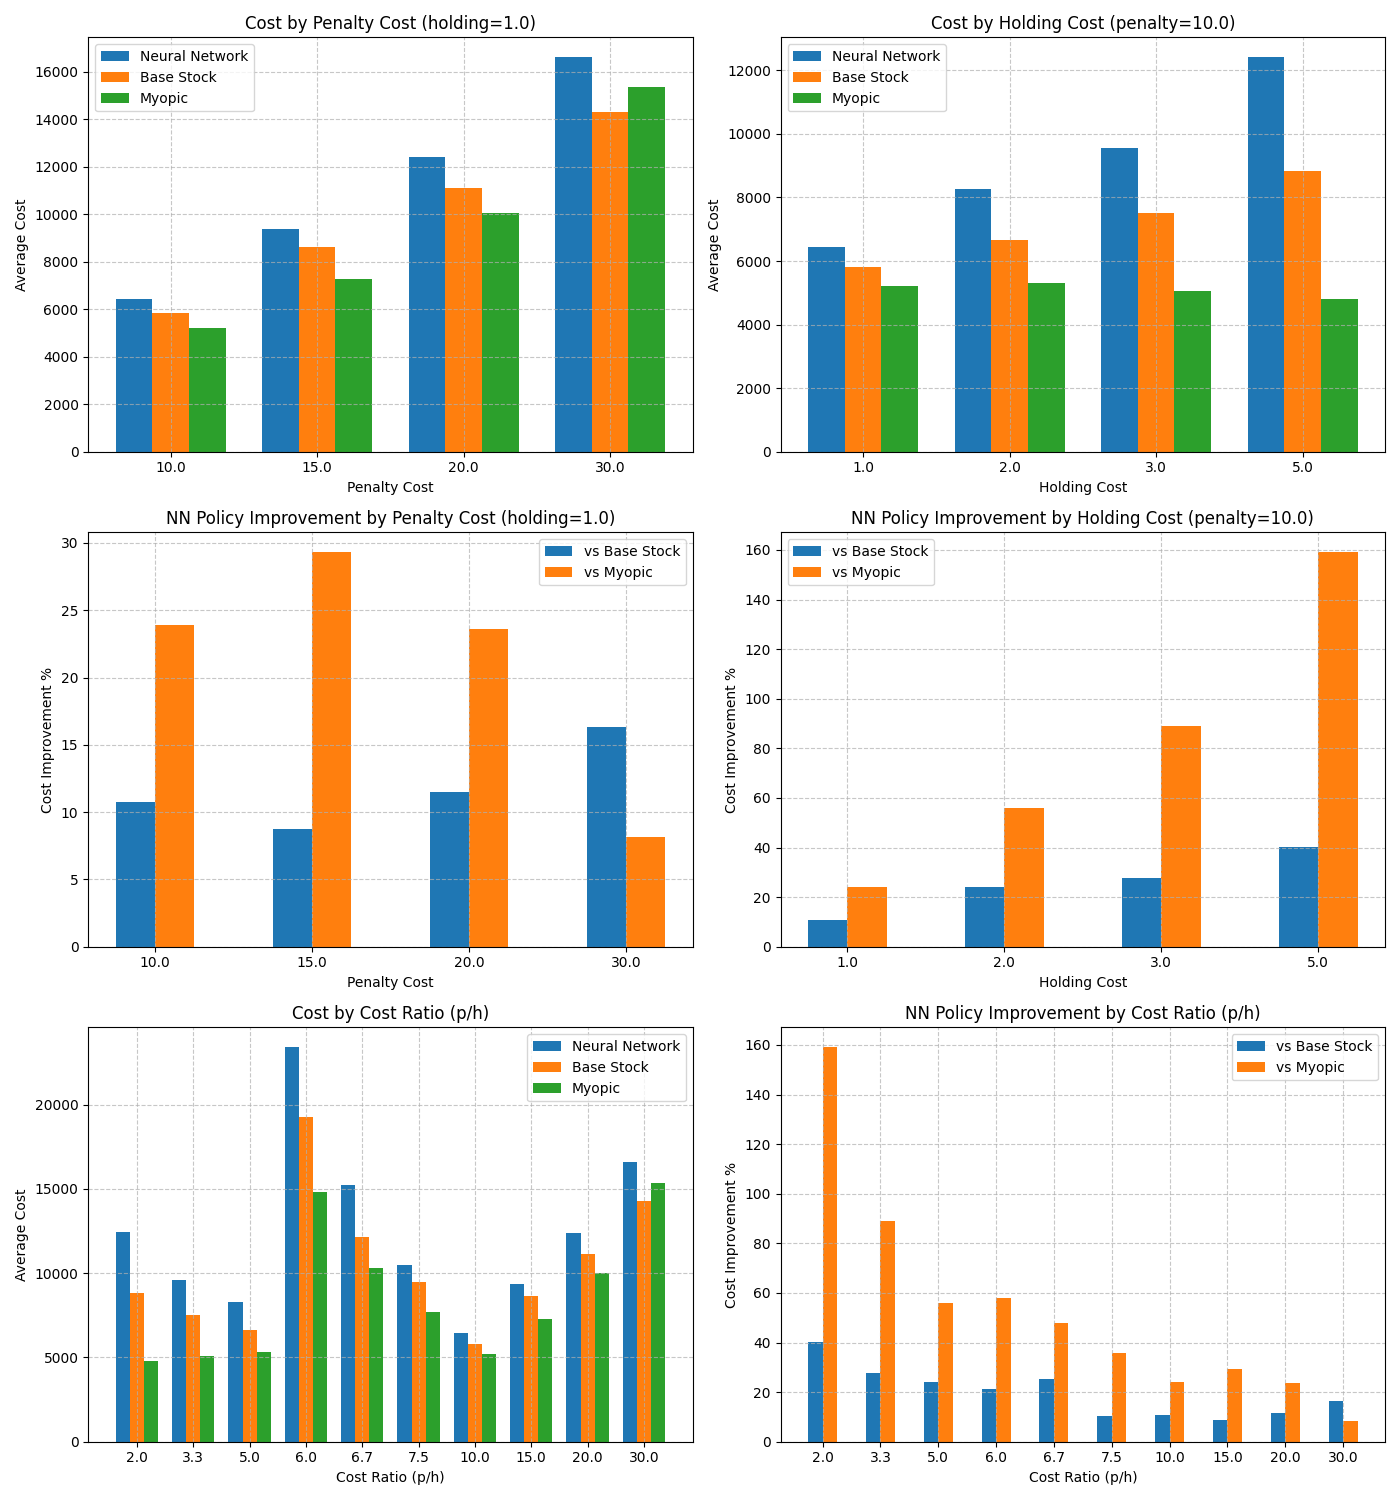 Cost by Penalty Cost (holding=1.0)
Neural Network
Base Stock
Myopic
16000
14000
12000
10000
8000
6000
4000
2000
0
Average Cost
10.0 15.0 20.0 30.0
Penalty Cost
Cost by Holding Cost (penalty=10.0)
Neural Network
Base Stock
Myopic
12000
10000
8000
6000
4000
2000
0
Average Cost
1.0 2.0 3.0 5.0
Holding Cost
NN Policy Improvement by Penalty Cost (holding=1.0)
vs Base Stock
vs Myopic
30
25
20
15
10
5
0
Cost Improvement %
10.0 15.0 20.0 30.0
Penalty Cost
NN Policy Improvement by Holding Cost (penalty=10.0)
vs Base Stock
vs Myopic
160
140
120
100
80
60
40
20
0
Cost Improvement %
1.0 2.0 3.0 5.0
Holding Cost
Cost by Cost Ratio (p/h)
Neural Network
Base Stock
Myopic
20000
15000
10000
5000
0
Average Cost
2.0 3.3 5.0 6.0 6.7 7.5 10.0 15.0 20.0 30.0
Cost Ratio (p/h)
NN Policy Improvement by Cost Ratio (p/h)
vs Base Stock
vs Myopic
160
140
120
100
80
60
40
20
0
Cost Improvement %
2.0 3.3 5.0 6.0 6.7 7.5 10.0 15.0 20.0 30.0
Cost Ratio (p/h)